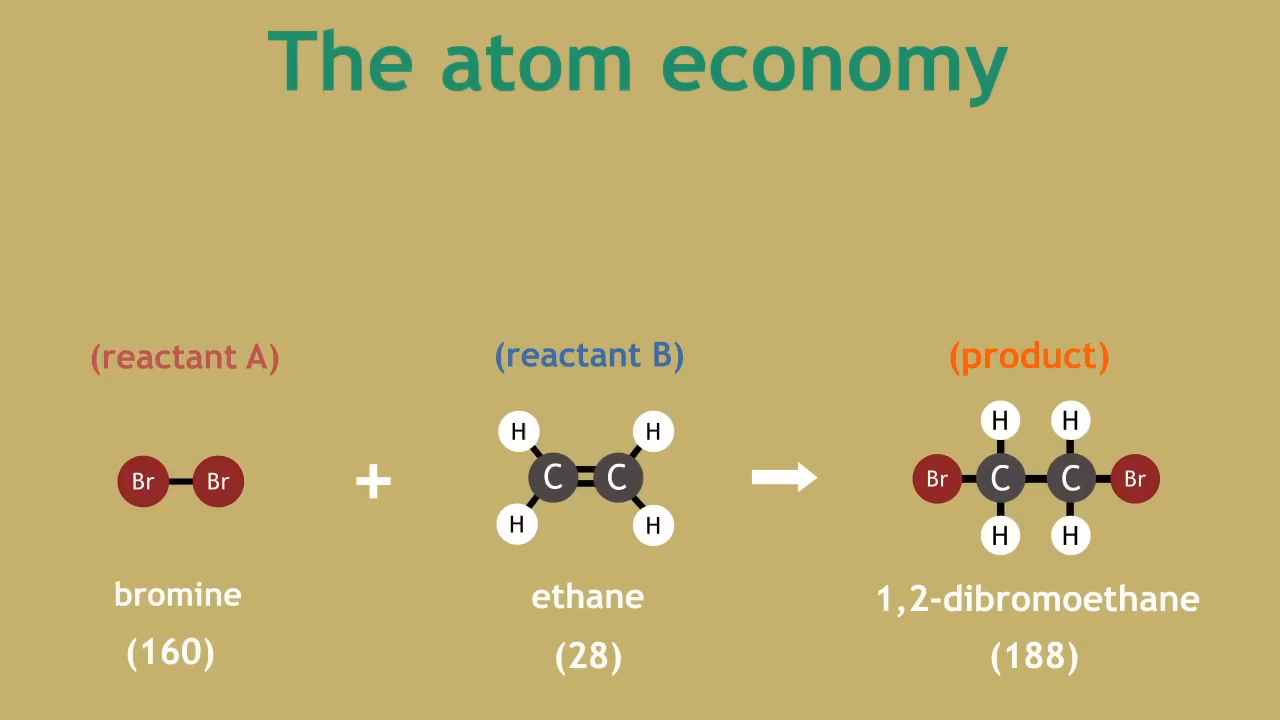 The atom economy
(reactant A) (reactant B) (product)
H H H H
Br Br + C C Br C C Br
H H H H
bromine ethane 1,2-dibromoethane
(160) (28) (188)